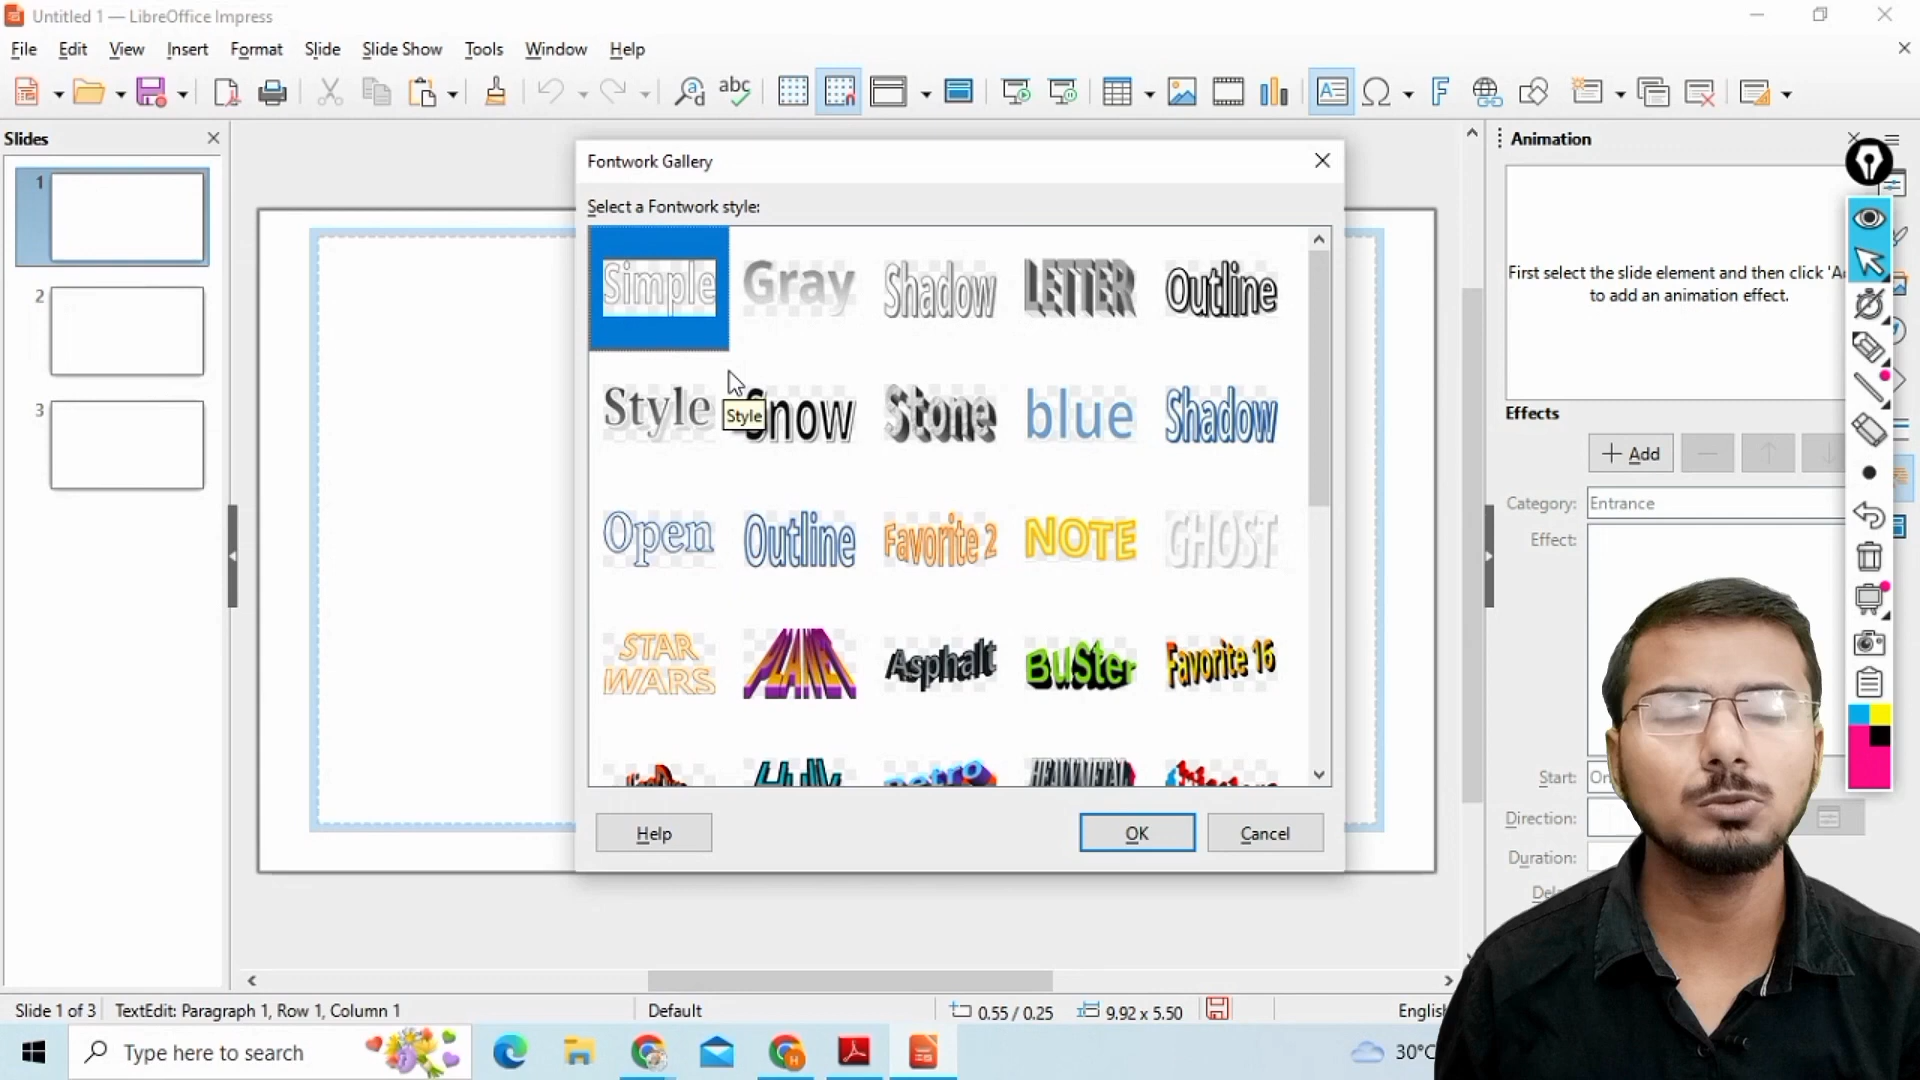 Untitled 1 — LibreOffice Impress
File Edit View Insert Format Slide Slide Show Tools Window Help
Slides
1
2
3
Fontwork Gallery
Select a Fontwork style:
Simple Gray Shadow LETTER Outline
Style Snow Stone blue Shadow
Style
Open Outline Favorite 2 NOTE GHOST
STAR WARS PLANET Asphalt BuSter Favorite 16
HEAVYMETAL
Help OK Cancel
Animation
First select the slide element and then click 'A
to add an animation effect.
Effects
Add
Category: Entrance
Effect:
Start: On
Direction:
Duration:
Slide 1 of 3 TextEdit: Paragraph 1, Row 1, Column 1 Default 0.55 / 0.25 9.92 x 5.50 English
Type here to search 30°C